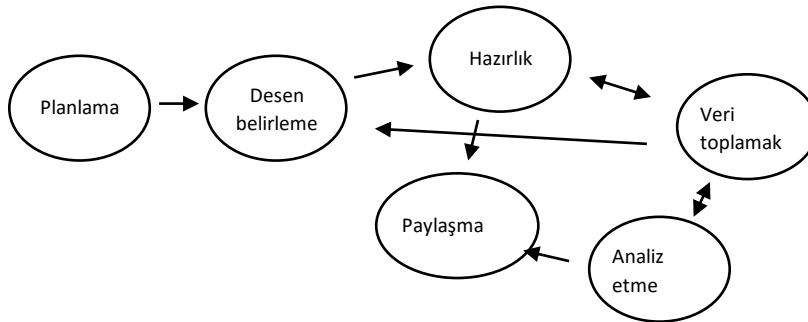 Planlama
Desen
belirleme
Hazırlık
Veri
toplamak
Paylaşma
Analiz
etme